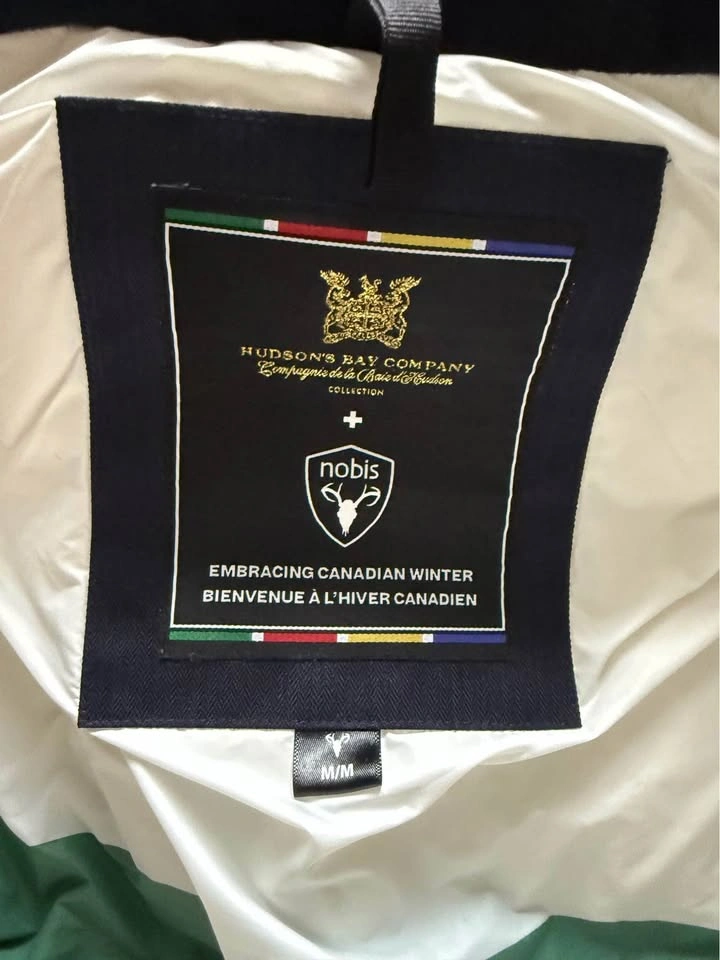 HUDSON'S BAY COMPANY
Compagnie de la Baie d'Hudson
COLLECTION
+
nobis
EMBRACING CANADIAN WINTER
BIENVENUE À L'HIVER CANADIEN
M/M